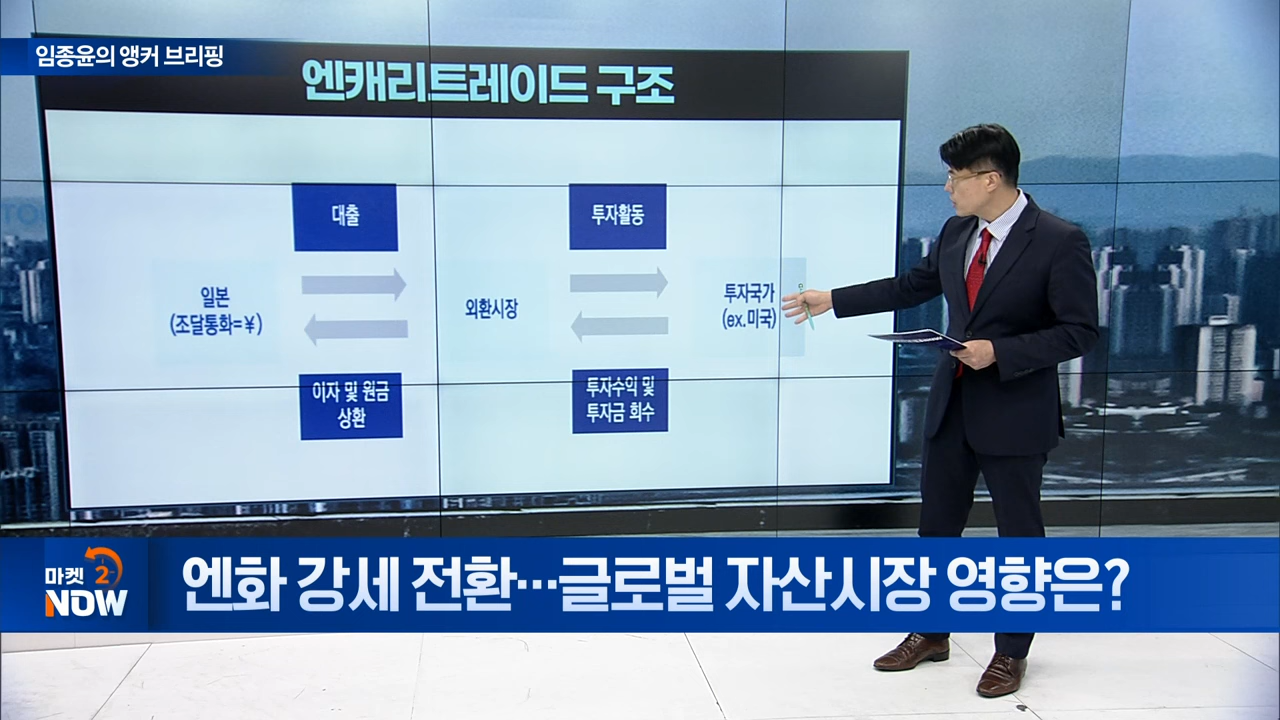 임종윤의 앵커 브리핑
엔캐리트레이드 구조
대출
투자활동
일본
(조달통화=¥)
외환시장
투자국가
(ex.미국)
이자 및 원금
상환
투자수익 및
투자금 회수
마켓 2
NOW
엔화 강세 전환…글로벌 자산시장 영향은?